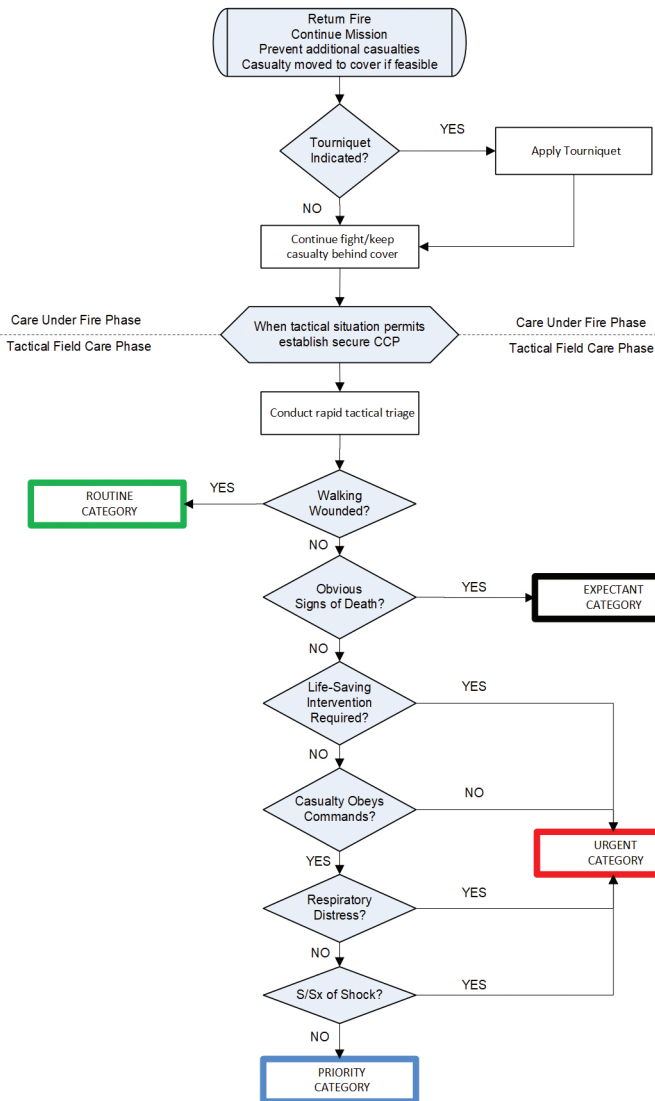 Return Fire
Continue Mission
Prevent additional casualties
Casualty moved to cover if feasible
Tourniquet
Indicated?
YES
Apply Tourniquet
NO
Continue fight/keep
casualty behind cover
Care Under Fire Phase
Tactical Field Care Phase
When tactical situation permits
establish secure CCP
Care Under Fire Phase
Tactical Field Care Phase
Conduct rapid tactical triage
Walking
Wounded?
YES
ROUTINE
CATEGORY
NO
Obvious
Signs of Death?
YES
EXPECTANT
CATEGORY
NO
Life-Saving
Intervention
Required?
YES
NO
Casualty Obeys
Commands?
NO
URGENT
CATEGORY
YES
Respiratory
Distress?
YES
NO
S/Sx of Shock?
YES
NO
PRIORITY
CATEGORY